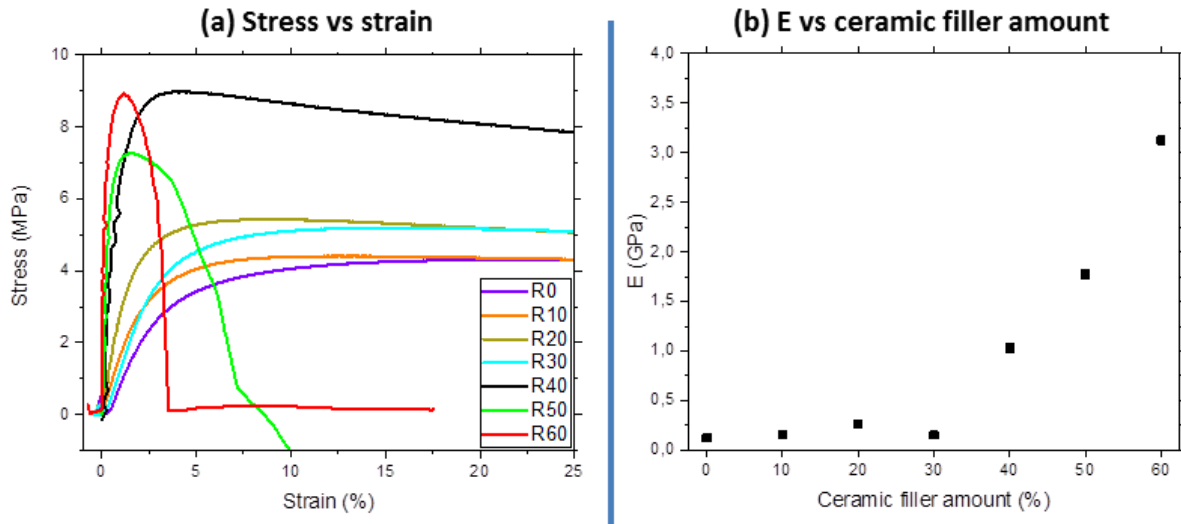 (a) Stress vs strain
10
8
6
4
2
0
Stress (MPa)
R0
R10
R20
R30
R40
R50
R60
0 5 10 15 20 25
Strain (%)
(b) E vs ceramic filler amount
4,0
3,5
3,0
2,5
2,0
1,5
1,0
0,5
0,0
E (GPa)
0 10 20 30 40 50 60
Ceramic filler amount (%)